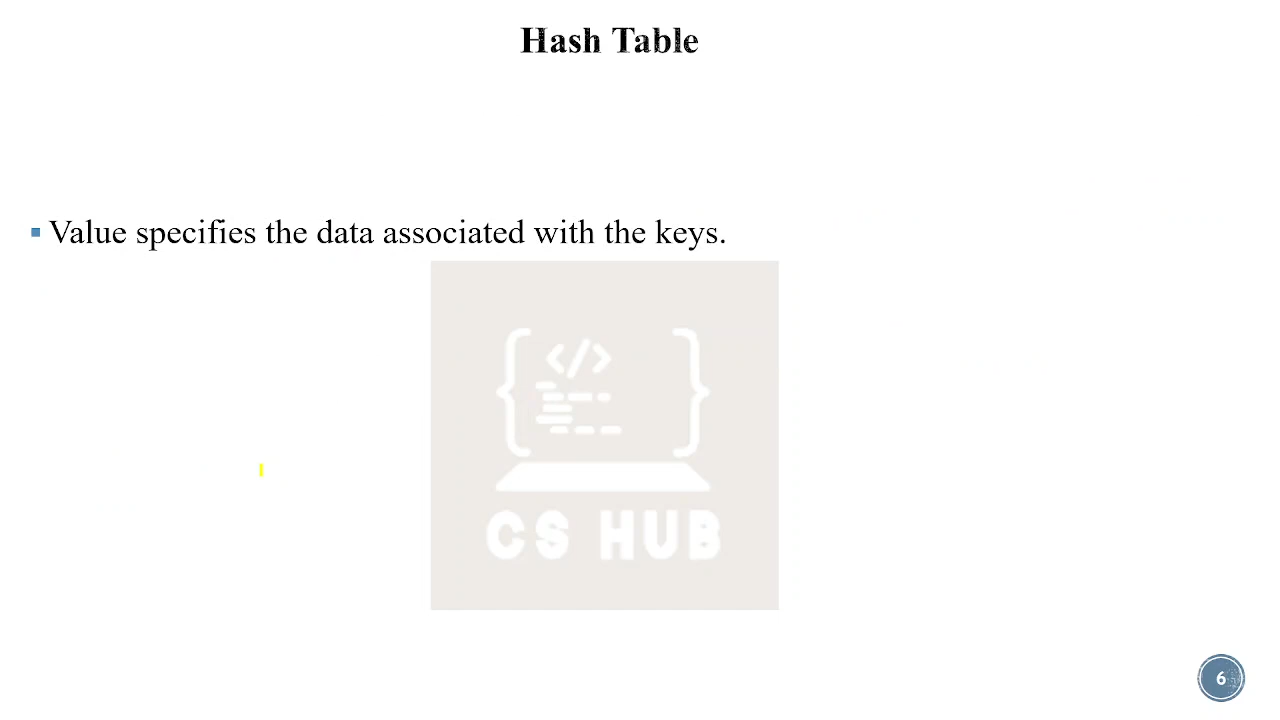 Hash Table
Value specifies the data associated with the keys.
</>
CS HUB
6